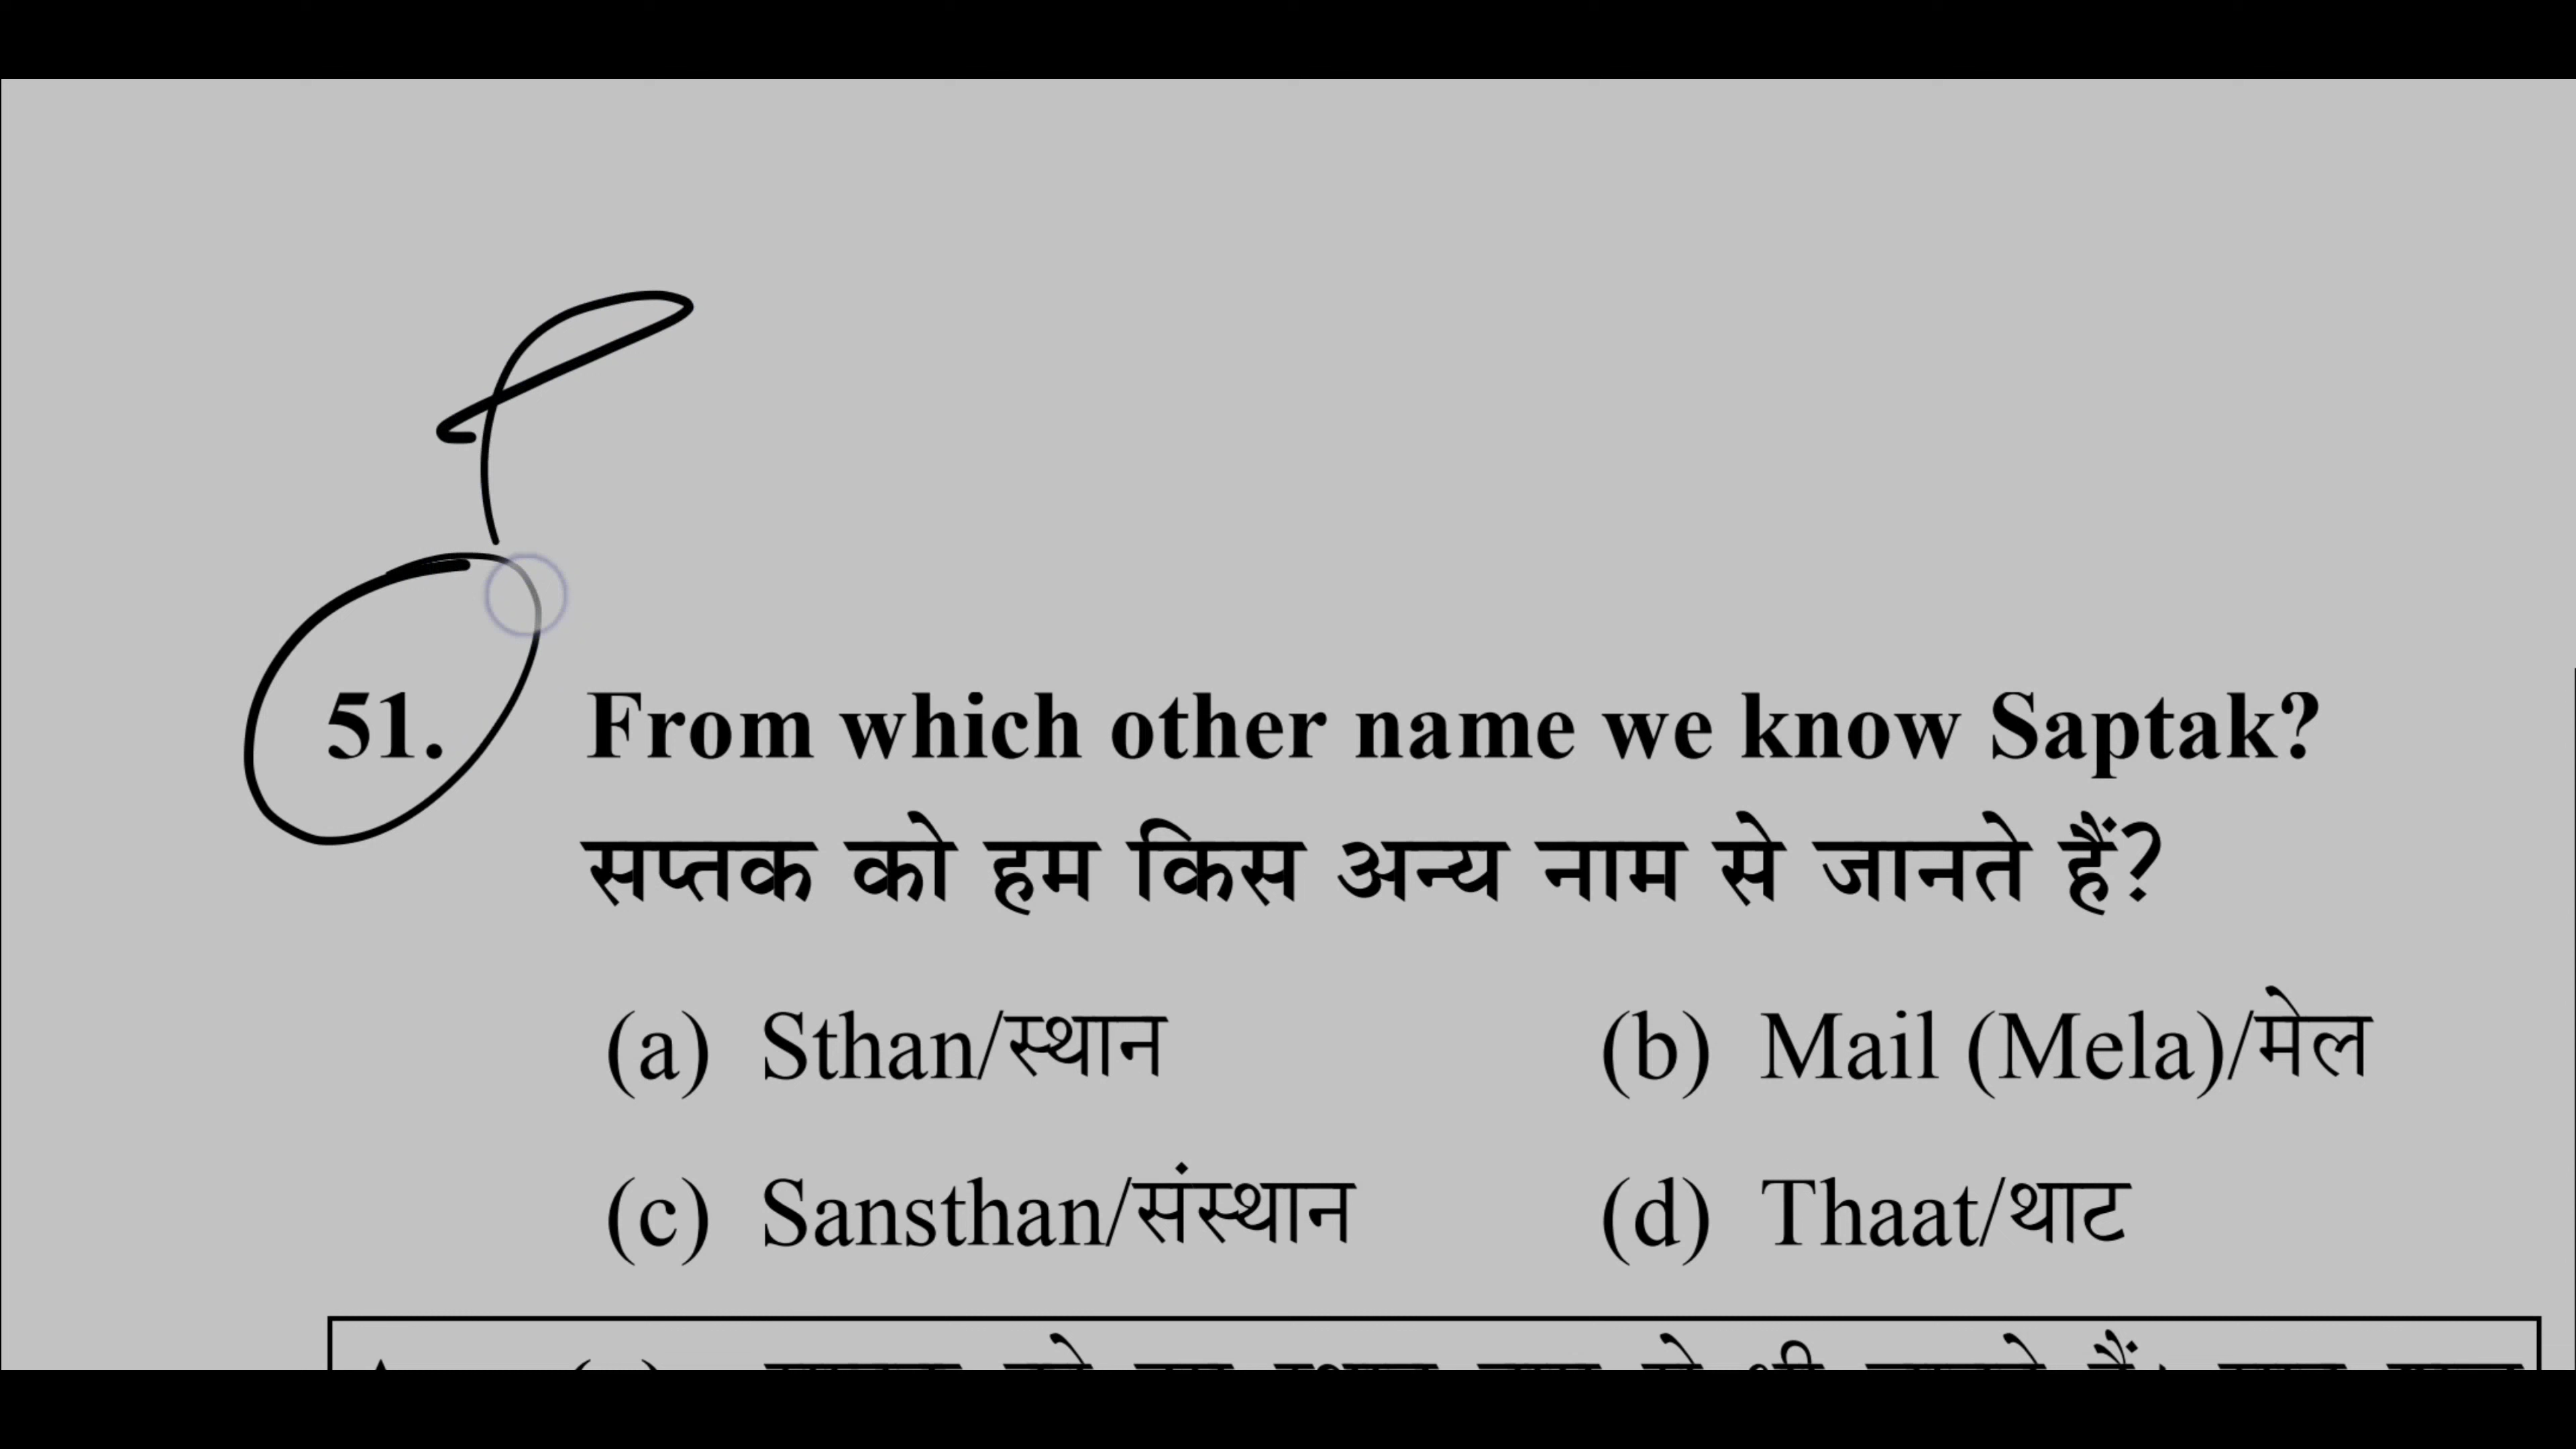 51. From which other name we know Saptak?
सप्तक को हम किस अन्य नाम से जानते हैं?
(a) Sthan/स्थान (b) Mail (Mela)/मेल
(c) Sansthan/संस्थान (d) Thaat/थाट